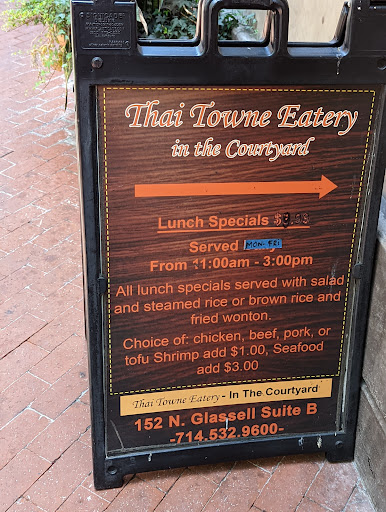 Thai Towne Eatery
in the Courtyard
Lunch Specials
Served MON-FRI
From 11:00am - 3:00pm
All lunch specials served with salad
and steamed rice or brown rice and
fried wonton.
Choice of: chicken, beef, pork, or
tofu Shrimp add $1.00, Seafood
add $3.00
Thai Towne Eatery - In The Courtyard
152 N. Glassell Suite B
-714.532.9600-